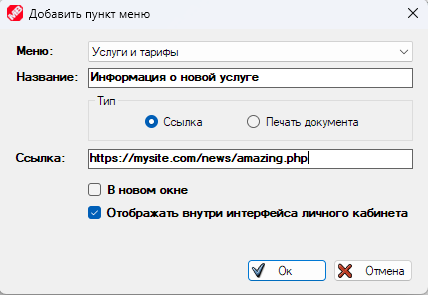 Добавить пункт меню
Меню: Услуги и тарифы
Название: Информация о новой услуге
Тип
Ссылка Печать документа
Ссылка: https://mysite.com/news/amazing.php
В новом окне
Отображать внутри интерфейса личного кабинета
Ок Отмена